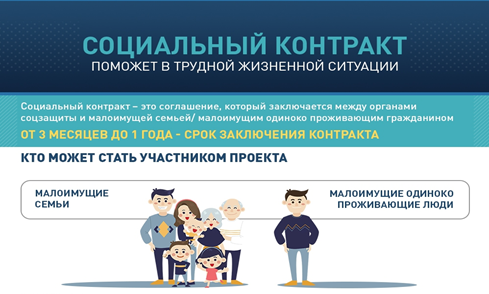 СОЦИАЛЬНЫЙ КОНТРАКТ
ПОМОЖЕТ В ТРУДНОЙ ЖИЗНЕННОЙ СИТУАЦИИ
Социальный контракт – это соглашение, который заключается между органами
соцзащиты и малоимущей семьей/ малоимущим одиноко проживающим гражданином
ОТ 3 МЕСЯЦЕВ ДО 1 ГОДА - СРОК ЗАКЛЮЧЕНИЯ КОНТРАКТА
КТО МОЖЕТ СТАТЬ УЧАСТНИКОМ ПРОЕКТА
МАЛОИМУЩИЕ
СЕМЬИ
МАЛОИМУЩИЕ ОДИНОКО
ПРОЖИВАЮЩИЕ ЛЮДИ